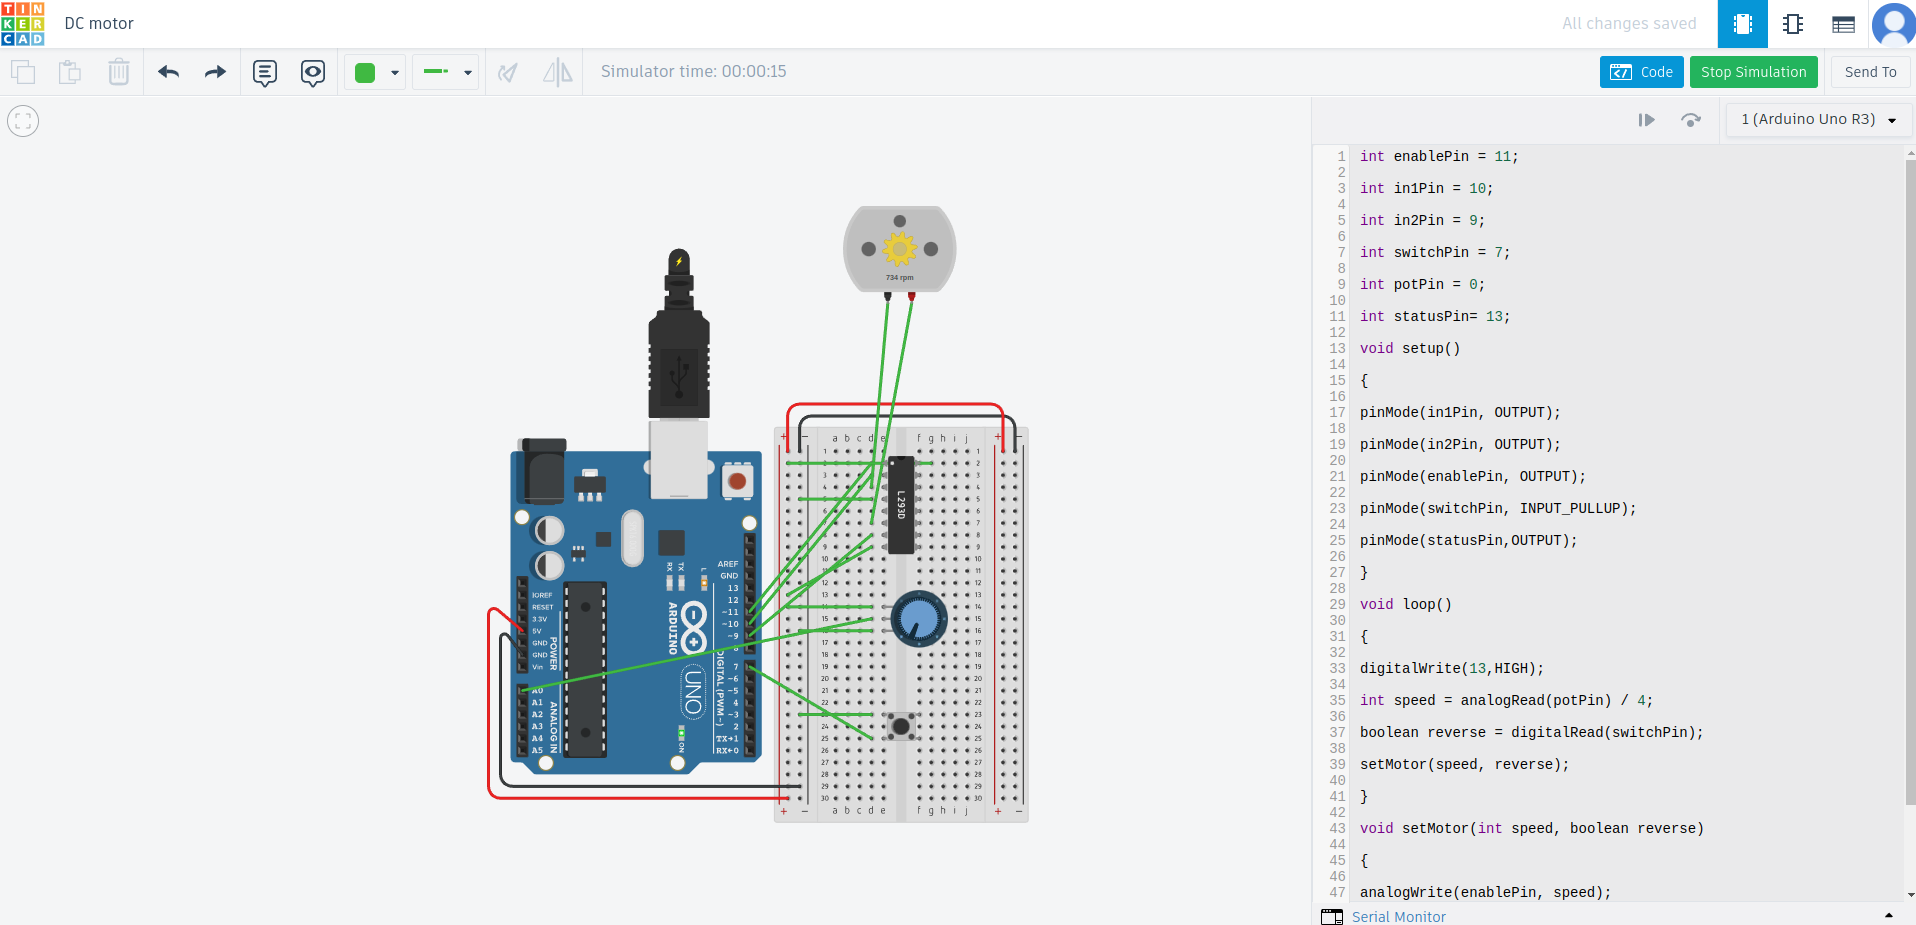 TIN
KER
CAD
DC motor
All changes saved
Simulator time: 00:00:15
Code
Stop Simulation
Send To
1 (Arduino Uno R3)
734 rpm
L293D
AREF
GND
13
12
~11
~10
~9
8
7
~6
~5
4
~3
2
TX→1
RX←0
DIGITAL (PWM~)
IOREF
RESET
3.3V
5V
GND
GND
Vin
POWER
A0
A1
A2
A3
A4
A5
ANALOG IN
RX
TX
L
ON
ARDUINO
UNO
+ − a b c d e f g h i j + −
1 int enablePin = 11;
2
3 int in1Pin = 10;
4
5 int in2Pin = 9;
6
7 int switchPin = 7;
8
9 int potPin = 0;
10
11 int statusPin= 13;
12
13 void setup()
14
15 {
16
17 pinMode(in1Pin, OUTPUT);
18
19 pinMode(in2Pin, OUTPUT);
20
21 pinMode(enablePin, OUTPUT);
22
23 pinMode(switchPin, INPUT_PULLUP);
24
25 pinMode(statusPin,OUTPUT);
26
27 }
28
29 void loop()
30
31 {
32
33 digitalWrite(13,HIGH);
34
35 int speed = analogRead(potPin) / 4;
36
37 boolean reverse = digitalRead(switchPin);
38
39 setMotor(speed, reverse);
40
41 }
42
43 void setMotor(int speed, boolean reverse)
44
45 {
46
47 analogWrite(enablePin, speed);
Serial Monitor